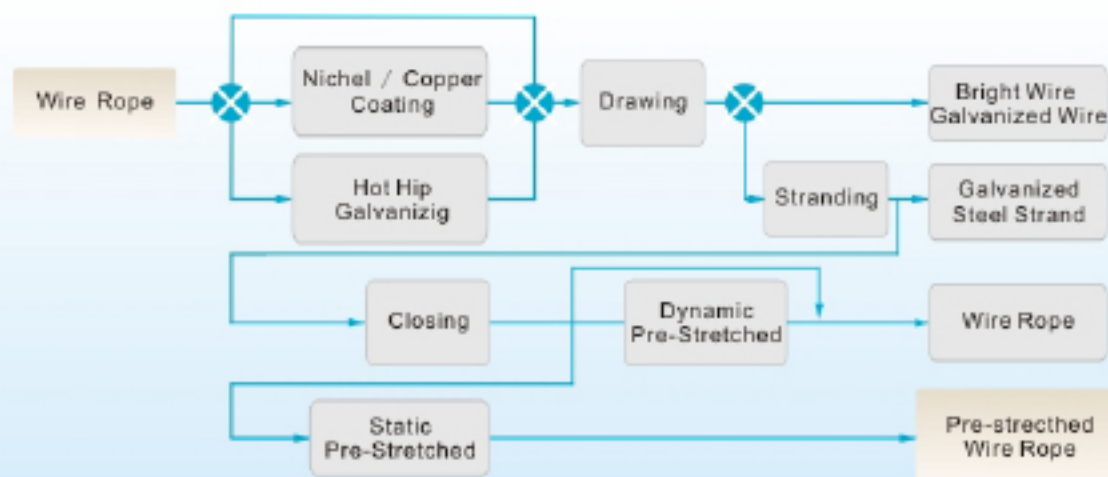 Wire Rope
Nichel / Copper
Coating
Drawing
Bright Wire
Galvanized Wire
Hot Hip
Galvanizig
Stranding
Galvanized
Steel Strand
Closing
Dynamic
Pre-Stretched
Wire Rope
Static
Pre-Stretched
Pre-strecthed
Wire Rope